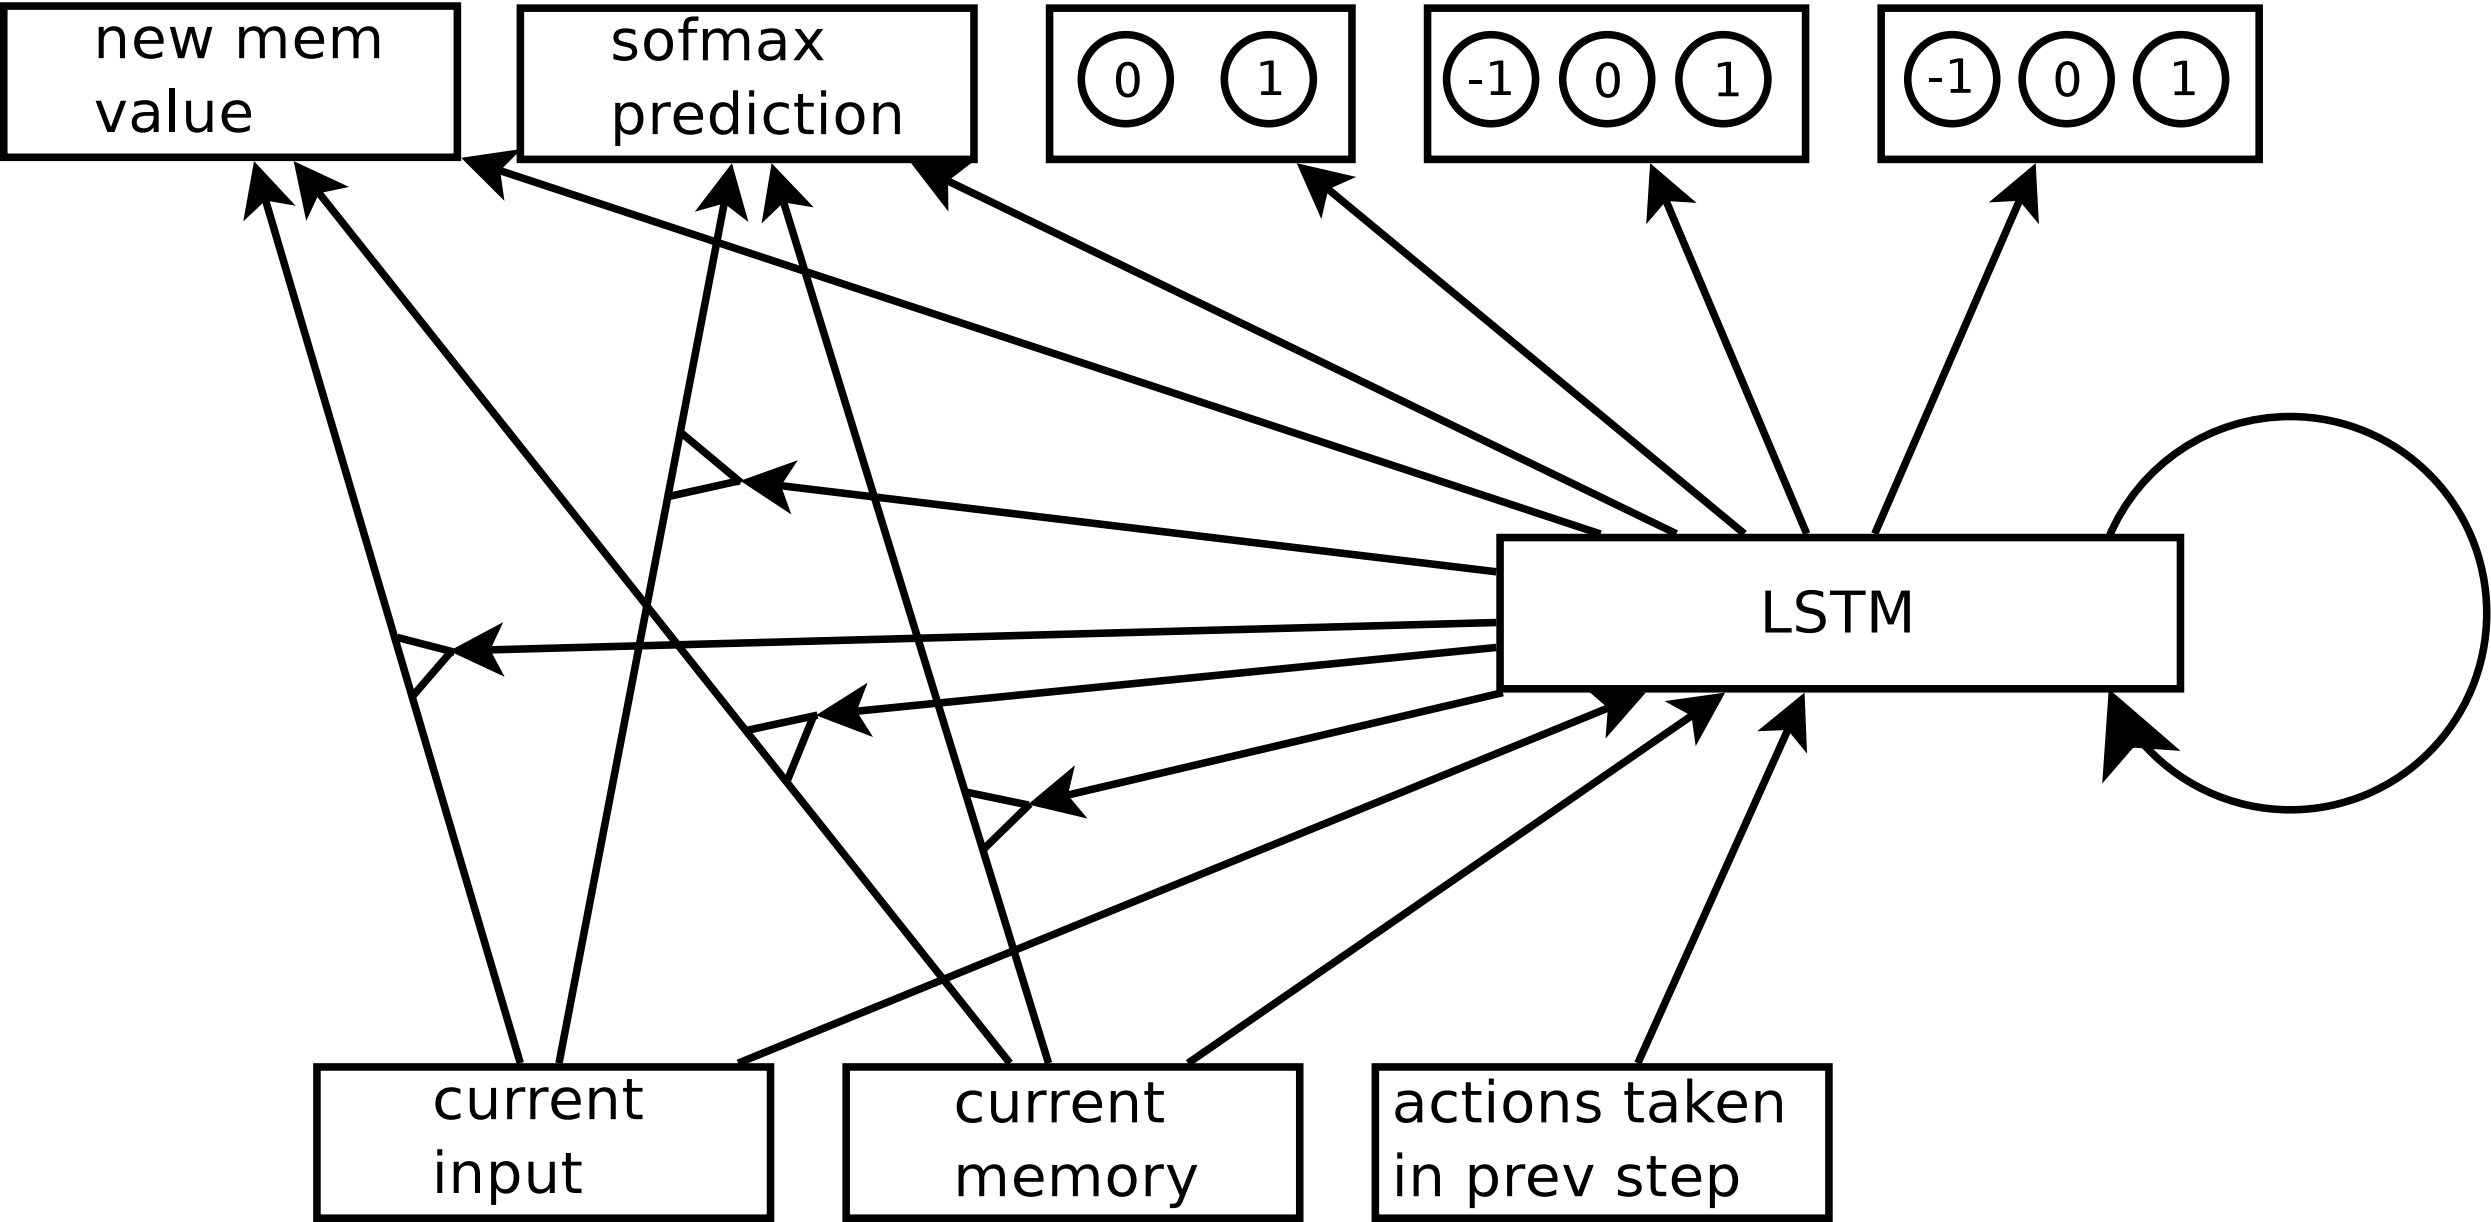 new mem
value
sofmax
prediction
0 1
-1 0 1
-1 0 1
LSTM
current
input
current
memory
actions taken
in prev step